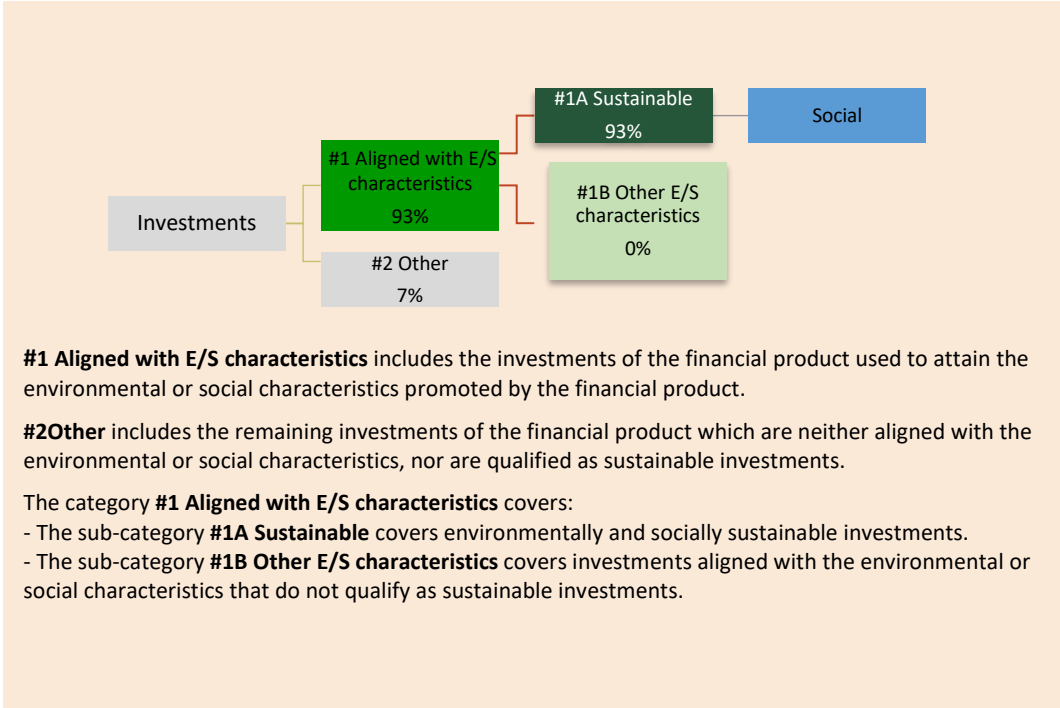 #1A Sustainable
93%
Social
#1 Aligned with E/S
characteristics
93%
#1B Other E/S
characteristics
0%
Investments
#2 Other
7%
#1 Aligned with E/S characteristics includes the investments of the financial product used to attain the
environmental or social characteristics promoted by the financial product.
#2Other includes the remaining investments of the financial product which are neither aligned with the
environmental or social characteristics, nor are qualified as sustainable investments.
The category #1 Aligned with E/S characteristics covers:
- The sub-category #1A Sustainable covers environmentally and socially sustainable investments.
- The sub-category #1B Other E/S characteristics covers investments aligned with the environmental or
social characteristics that do not qualify as sustainable investments.